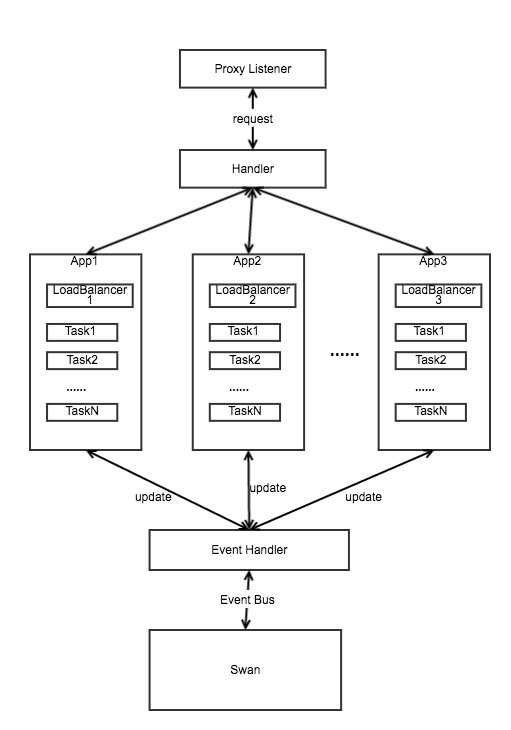 Proxy Listener
request
Handler
App1
LoadBalancer
1
Task1
Task2
......
TaskN
App2
LoadBalancer
2
Task1
Task2
......
TaskN
......
App3
LoadBalancer
3
Task1
Task2
......
TaskN
update
update
update
Event Handler
Event Bus
Swan